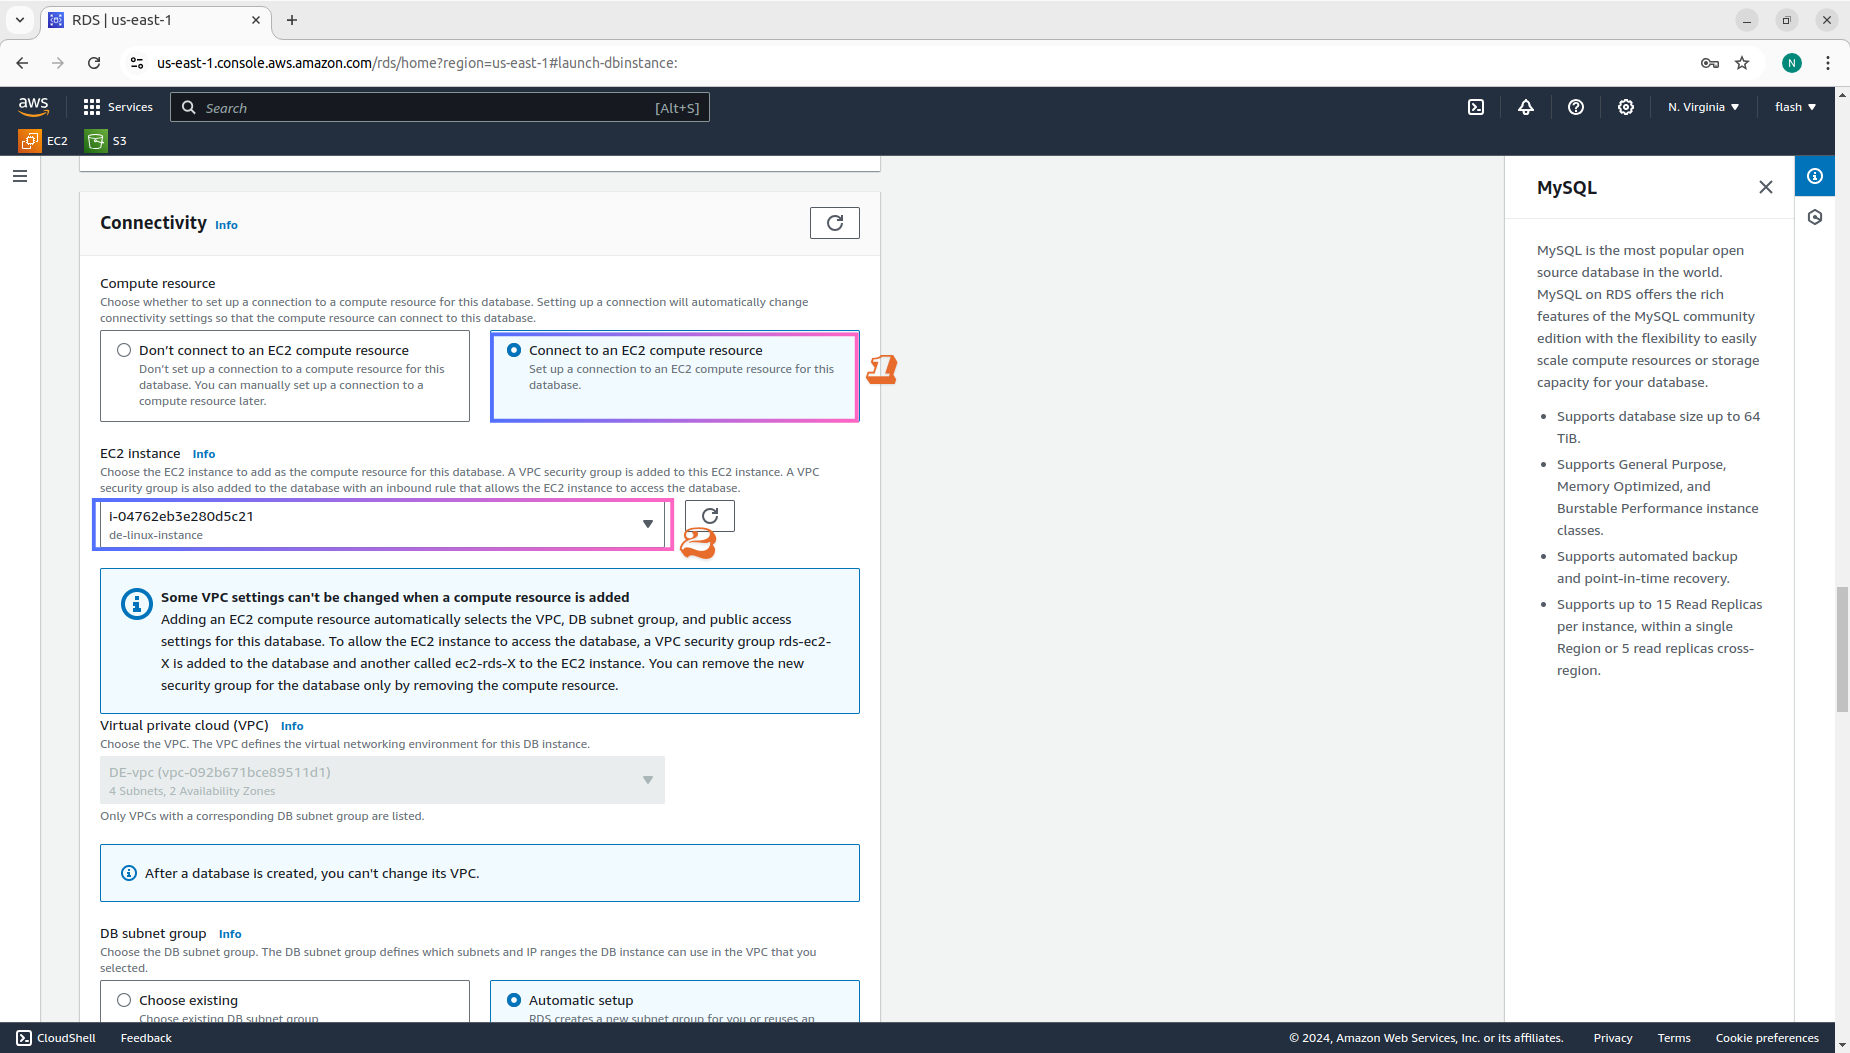 RDS | us-east-1
us-east-1.console.aws.amazon.com/rds/home?region=us-east-1#launch-dbinstance:
N
aws
Services
Search
[Alt+S]
N. Virginia
flash
EC2
S3
Connectivity Info
Compute resource
Choose whether to set up a connection to a compute resource for this database. Setting up a connection will automatically change
connectivity settings so that the compute resource can connect to this database.
Don’t connect to an EC2 compute resource
Don’t set up a connection to a compute resource for this
database. You can manually set up a connection to a
compute resource later.
Connect to an EC2 compute resource
Set up a connection to an EC2 compute resource for this
database.
1
EC2 instance Info
Choose the EC2 instance to add as the compute resource for this database. A VPC security group is added to this EC2 instance. A VPC
security group is also added to the database with an inbound rule that allows the EC2 instance to access the database.
i-04762eb3e280d5c21
de-linux-instance
2
Some VPC settings can't be changed when a compute resource is added
Adding an EC2 compute resource automatically selects the VPC, DB subnet group, and public access
settings for this database. To allow the EC2 instance to access the database, a VPC security group rds-ec2-
X is added to the database and another called ec2-rds-X to the EC2 instance. You can remove the new
security group for the database only by removing the compute resource.
Virtual private cloud (VPC) Info
Choose the VPC. The VPC defines the virtual networking environment for this DB instance.
DE-vpc (vpc-092b671bce89511d1)
4 Subnets, 2 Availability Zones
Only VPCs with a corresponding DB subnet group are listed.
After a database is created, you can't change its VPC.
DB subnet group Info
Choose the DB subnet group. The DB subnet group defines which subnets and IP ranges the DB instance can use in the VPC that you
selected.
Choose existing
Choose existing DB subnet group
Automatic setup
RDS creates a new subnet group for you or reuses an
MySQL
MySQL is the most popular open
source database in the world.
MySQL on RDS offers the rich
features of the MySQL community
edition with the flexibility to easily
scale compute resources or storage
capacity for your database.
• Supports database size up to 64
TiB.
• Supports General Purpose,
Memory Optimized, and
Burstable Performance instance
classes.
• Supports automated backup
and point-in-time recovery.
• Supports up to 15 Read Replicas
per instance, within a single
Region or 5 read replicas cross-
region.
CloudShell
Feedback
© 2024, Amazon Web Services, Inc. or its affiliates.
Privacy
Terms
Cookie preferences